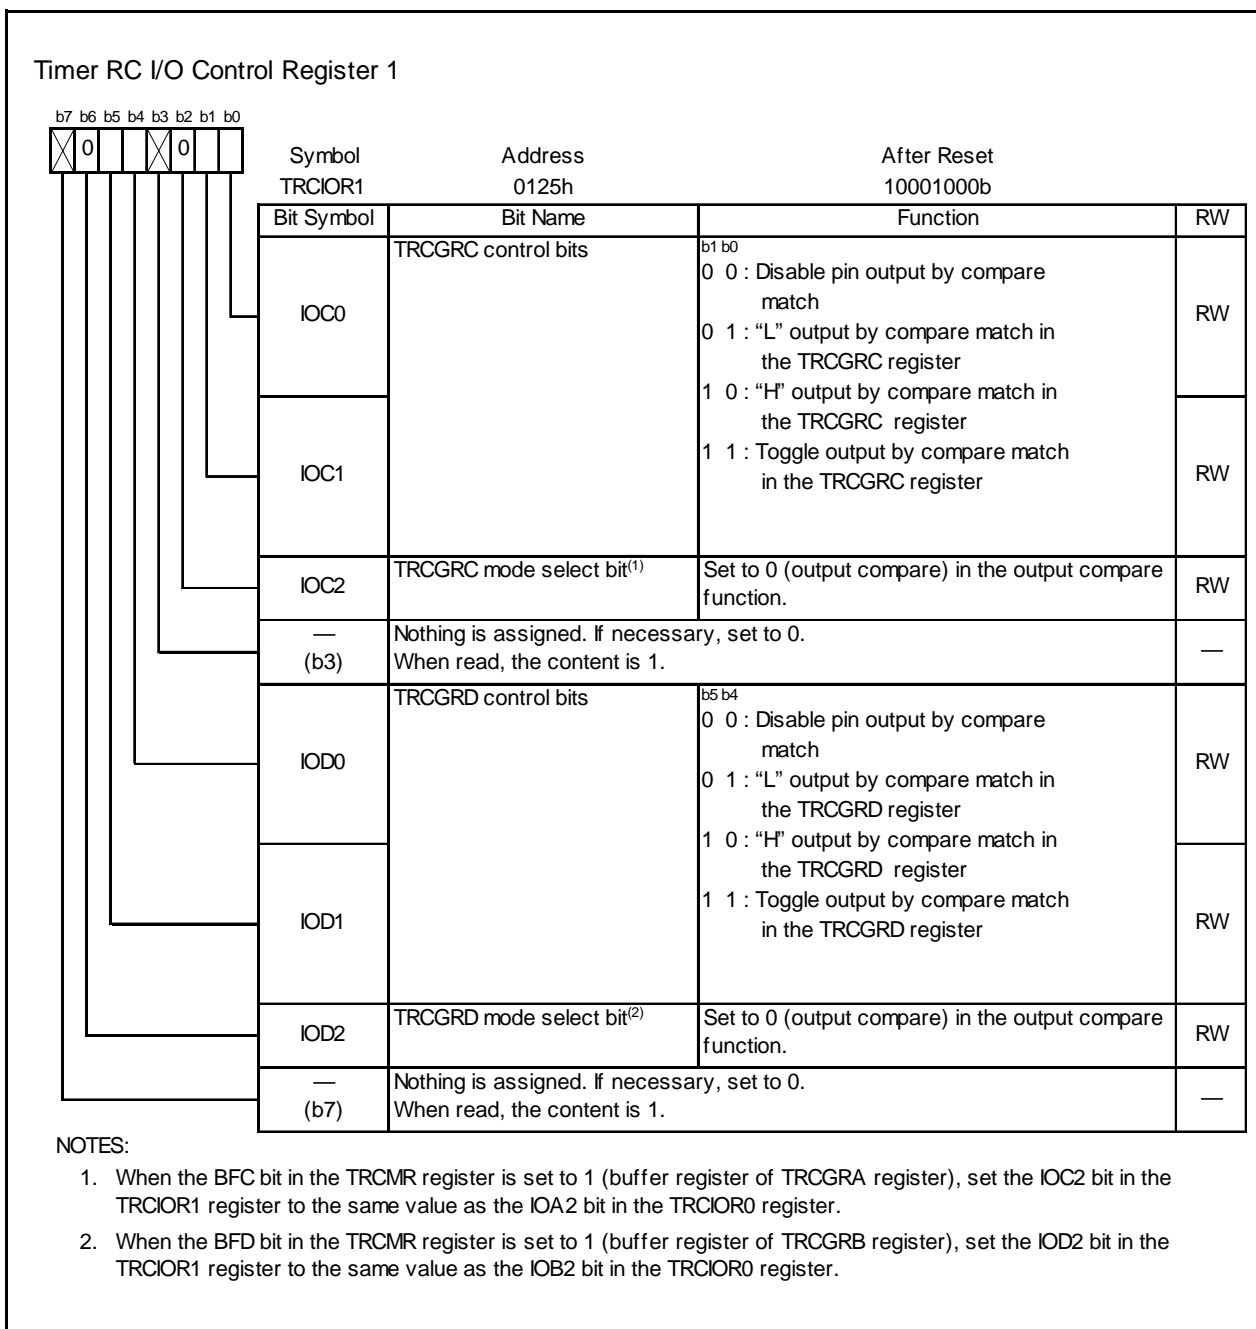 Timer RC I/O Control Register 1
b7 b6 b5 b4 b3 b2 b1 b0
0 0
Symbol Address After Reset
TRCIOR1 0125h 10001000b
Bit Symbol Bit Name Function RW
IOC0 TRCGRC control bits b1 b0 RW
0 0 : Disable pin output by compare
match
0 1 : “L” output by compare match in
the TRCGRC register
1 0 : “H” output by compare match in
the TRCGRC register
IOC1 1 1 : Toggle output by compare match RW
in the TRCGRC register
IOC2 TRCGRC mode select bit(1) Set to 0 (output compare) in the output compare RW
function.
— Nothing is assigned. If necessary, set to 0. —
(b3) When read, the content is 1.
IOD0 TRCGRD control bits b5 b4 RW
0 0 : Disable pin output by compare
match
0 1 : “L” output by compare match in
the TRCGRD register
1 0 : “H” output by compare match in
the TRCGRD register
IOD1 1 1 : Toggle output by compare match RW
in the TRCGRD register
IOD2 TRCGRD mode select bit(2) Set to 0 (output compare) in the output compare RW
function.
— Nothing is assigned. If necessary, set to 0. —
(b7) When read, the content is 1.
NOTES:
1. When the BFC bit in the TRCMR register is set to 1 (buffer register of TRCGRA register), set the IOC2 bit in the
TRCIOR1 register to the same value as the IOA2 bit in the TRCIOR0 register.
2. When the BFD bit in the TRCMR register is set to 1 (buffer register of TRCGRB register), set the IOD2 bit in the
TRCIOR1 register to the same value as the IOB2 bit in the TRCIOR0 register.